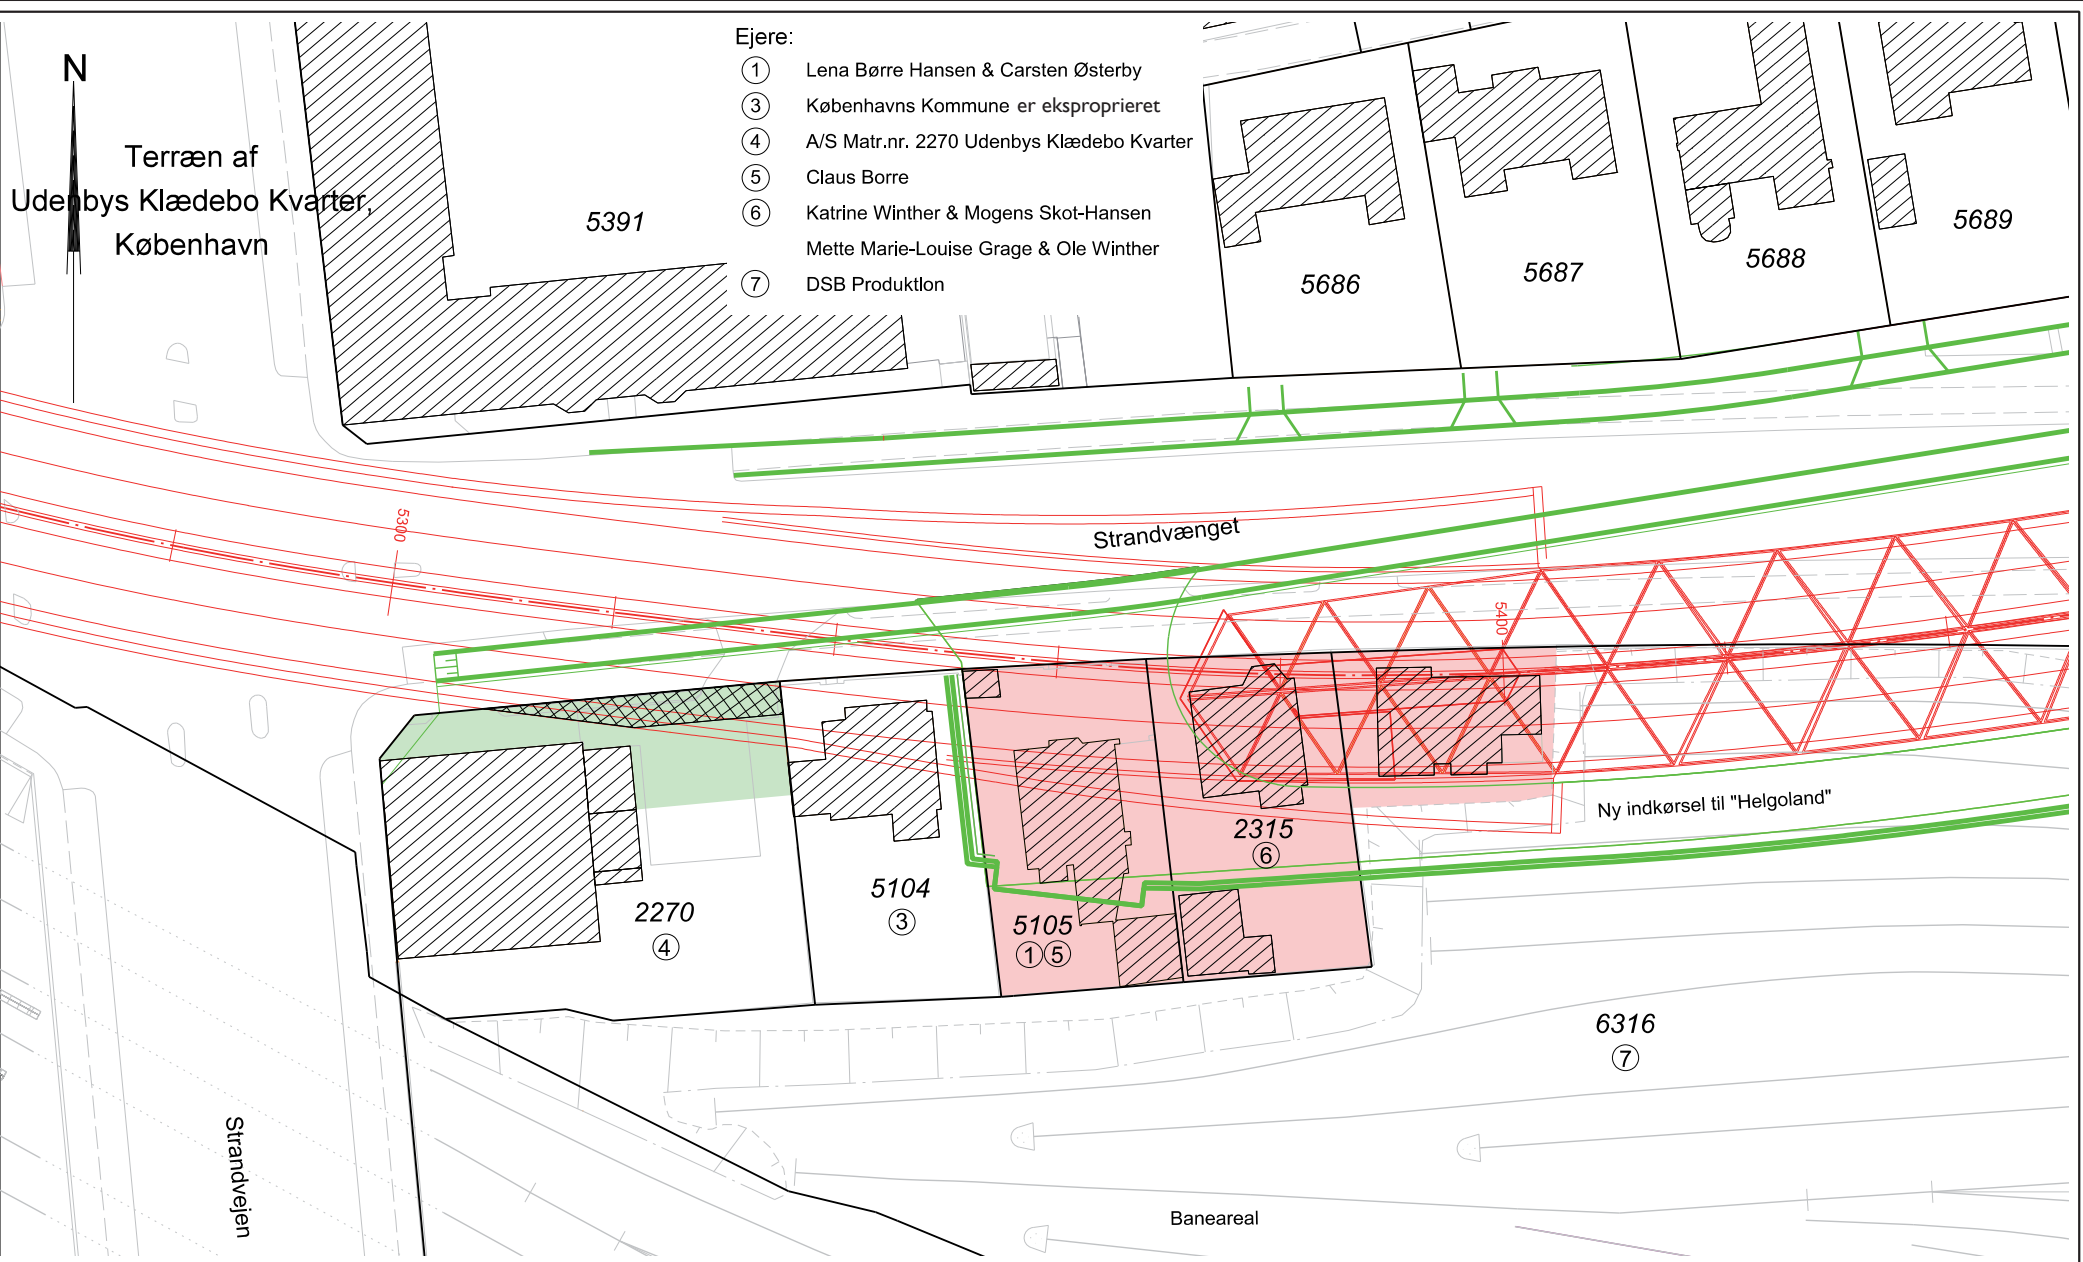 Ejere:
1 Lena Børre Hansen & Carsten Østerby
3 Københavns Kommune er eksproprieret
4 A/S Matr.nr. 2270 Udenbys Klædebo Kvarter
5 Claus Borre
6 Katrine Winther & Mogens Skot-Hansen
Mette Marie-Louise Grage & Ole Winther
7 DSB Produktion
N
Terræn af
Udenbys Klædebo Kvarter,
København
5391
5686
5687
5688
5689
5300
Strandvænget
5400
Ny indkørsel til "Helgoland"
2315
6
5104
3
2270
4
5105
1 5
6316
7
Strandvejen
Baneareal